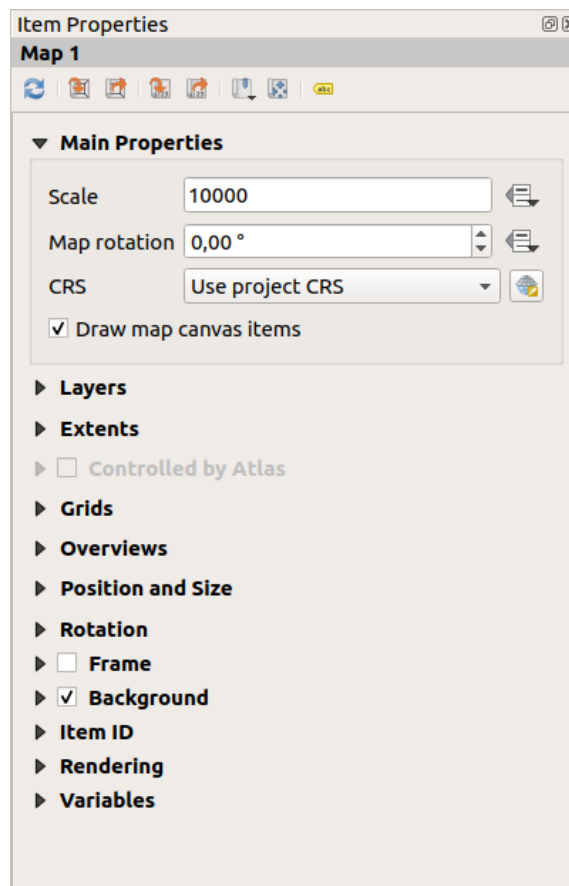 Item Properties
Map 1
abc
Main Properties
Scale 10000
Map rotation 0,00 °
CRS Use project CRS
Draw map canvas items
Layers
Extents
Controlled by Atlas
Grids
Overviews
Position and Size
Rotation
Frame
Background
Item ID
Rendering
Variables